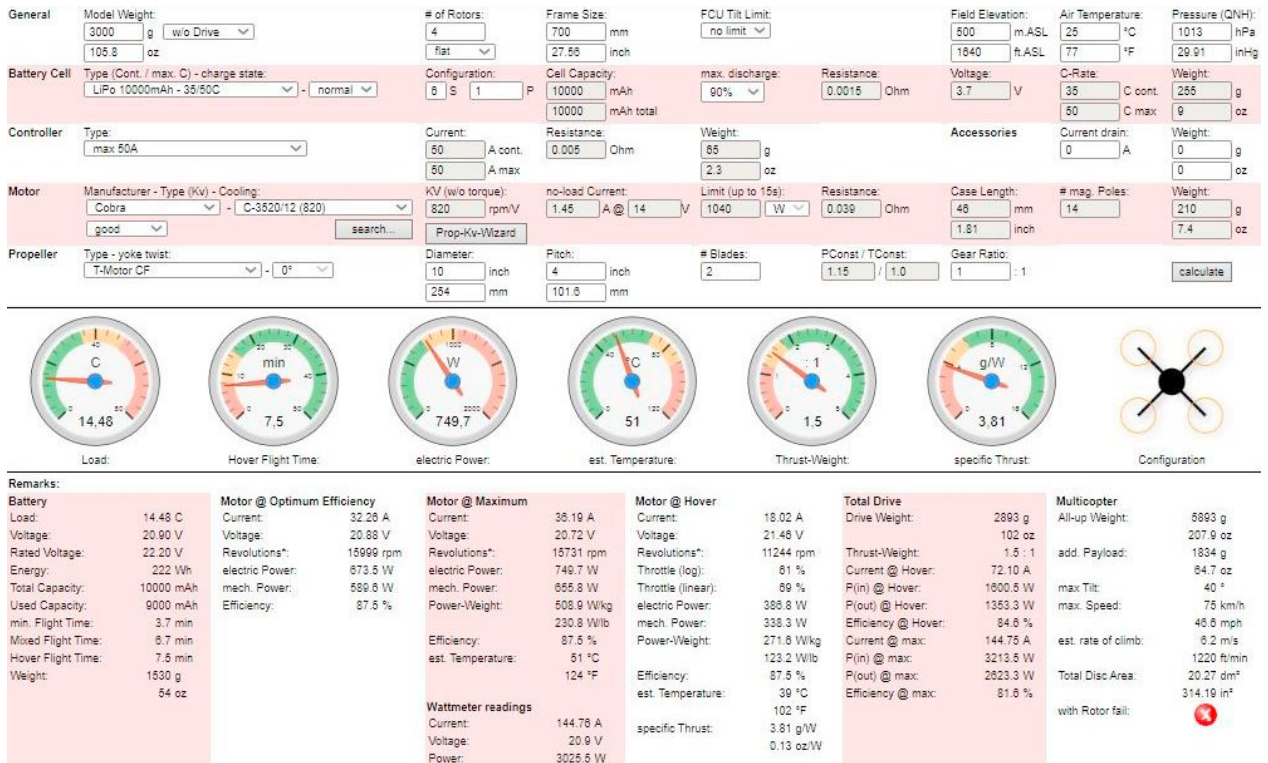 General Model Weight: # of Rotors: Frame Size: FCU Tilt Limit: Field Elevation: Air Temperature: Pressure (QNH):
3000 g w/o Drive 4 700 mm no limit 500 m.ASL 25 °C 1013 hPa
105.8 oz flat 27.56 inch 1640 ft.ASL 77 °F 29.91 inHg
Battery Cell Type (Cont. / max. C) - charge state: Configuration: Cell Capacity: max. discharge: Resistance: Voltage: C-Rate: Weight:
LiPo 10000mAh - 35/50C - normal 6 S 1 P 10000 mAh 90% 0.0015 Ohm 3.7 V 35 C cont. 255 g
10000 mAh total 50 C max 9 oz
Controller Type: Current: Resistance: Weight: Accessories Current drain: Weight:
max 50A 50 A cont. 0.005 Ohm 65 g 0 A 0 g
50 A max 2.3 oz 0 oz
Motor Manufacturer - Type (Kv) - Cooling: KV (w/o torque): no-load Current: Limit (up to 15s): Resistance: Case Length: # mag. Poles: Weight:
Cobra - C-3520/12 (820) 820 rpm/V 1.45 A @ 14 V 1040 W 0.039 Ohm 46 mm 14 210 g
good search... Prop-Kv-Wizard 1.81 inch 7.4 oz
Propeller Type - yoke twist: Diameter: Pitch: # Blades: PConst / TConst: Gear Ratio:
T-Motor CF - 0° 10 inch 4 inch 2 1.15 / 1.0 1 : 1 calculate
254 mm 101.6 mm
C min W °C : 1 g/W
14,48 7,5 749,7 51 1,5 3,81
Load: Hover Flight Time: electric Power: est. Temperature: Thrust-Weight: specific Thrust: Configuration
Remarks:
Battery
Load: 14.48 C
Voltage: 20.90 V
Rated Voltage: 22.20 V
Energy: 222 Wh
Total Capacity: 10000 mAh
Used Capacity: 9000 mAh
min. Flight Time: 3.7 min
Mixed Flight Time: 6.7 min
Hover Flight Time: 7.5 min
Weight: 1530 g
54 oz
Motor @ Optimum Efficiency
Current: 32.26 A
Voltage: 20.88 V
Revolutions*: 15999 rpm
electric Power: 673.5 W
mech. Power: 589.6 W
Efficiency: 87.5 %
Motor @ Maximum
Current: 36.19 A
Voltage: 20.72 V
Revolutions*: 15731 rpm
electric Power: 749.7 W
mech. Power: 655.8 W
Power-Weight: 508.9 W/kg
230.8 W/lb
Efficiency: 87.5 %
est. Temperature: 51 °C
124 °F
Wattmeter readings
Current: 144.76 A
Voltage: 20.9 V
Power: 3025.5 W
Motor @ Hover
Current: 18.02 A
Voltage: 21.46 V
Revolutions*: 11244 rpm
Throttle (log): 61 %
Throttle (linear): 69 %
electric Power: 386.8 W
mech. Power: 338.3 W
Power-Weight: 271.6 W/kg
123.2 W/lb
Efficiency: 87.5 %
est. Temperature: 39 °C
102 °F
specific Thrust: 3.81 g/W
0.13 oz/W
Total Drive
Drive Weight: 2893 g
102 oz
Thrust-Weight: 1.5 : 1
Current @ Hover: 72.10 A
P(in) @ Hover: 1600.5 W
P(out) @ Hover: 1353.3 W
Efficiency @ Hover: 84.6 %
Current @ max: 144.75 A
P(in) @ max: 3213.5 W
P(out) @ max: 2623.3 W
Efficiency @ max: 81.6 %
Multicopter
All-up Weight: 5893 g
207.9 oz
add. Payload: 1834 g
64.7 oz
max Tilt: 40 °
max. Speed: 75 km/h
46.6 mph
est. rate of climb: 6.2 m/s
1220 ft/min
Total Disc Area: 20.27 dm²
314.19 in²
with Rotor fail: